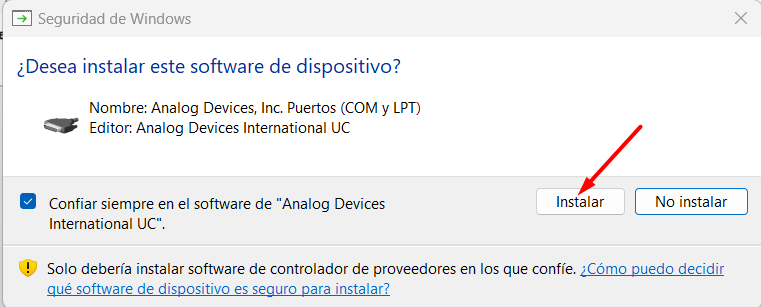 Seguridad de Windows
¿Desea instalar este software de dispositivo?
Nombre: Analog Devices, Inc. Puertos (COM y LPT)
Editor: Analog Devices International UC
Confiar siempre en el software de "Analog Devices
International UC".
Instalar
No instalar
Solo debería instalar software de controlador de proveedores en los que confíe. ¿Cómo puedo decidir
qué software de dispositivo es seguro para instalar?